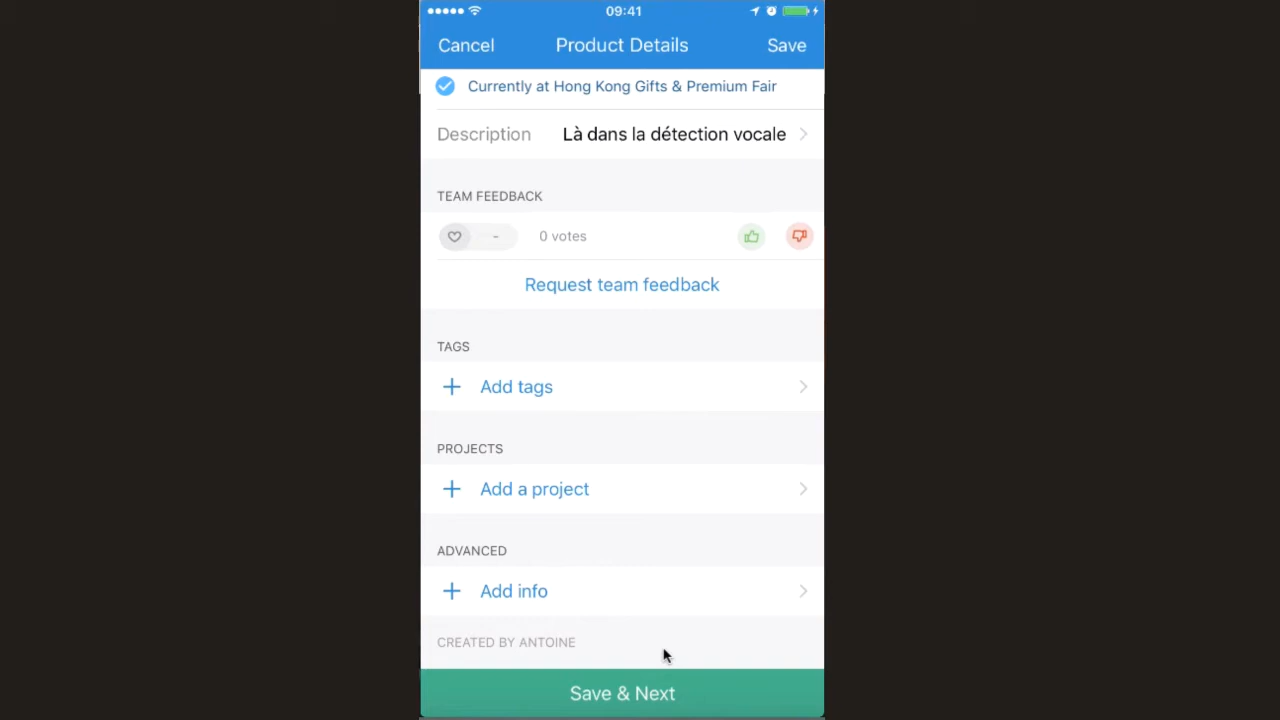 09:41
Cancel Product Details Save
Currently at Hong Kong Gifts & Premium Fair
Description Là dans la détection vocale
TEAM FEEDBACK
- 0 votes
Request team feedback
TAGS
+ Add tags
PROJECTS
+ Add a project
ADVANCED
+ Add info
CREATED BY ANTOINE
Save & Next